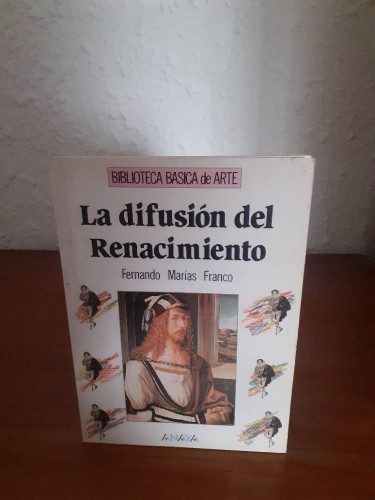 BIBLIOTECA BASICA de ARTE
La difusión del
Renacimiento
Fernando Marías Franco
ANAYA